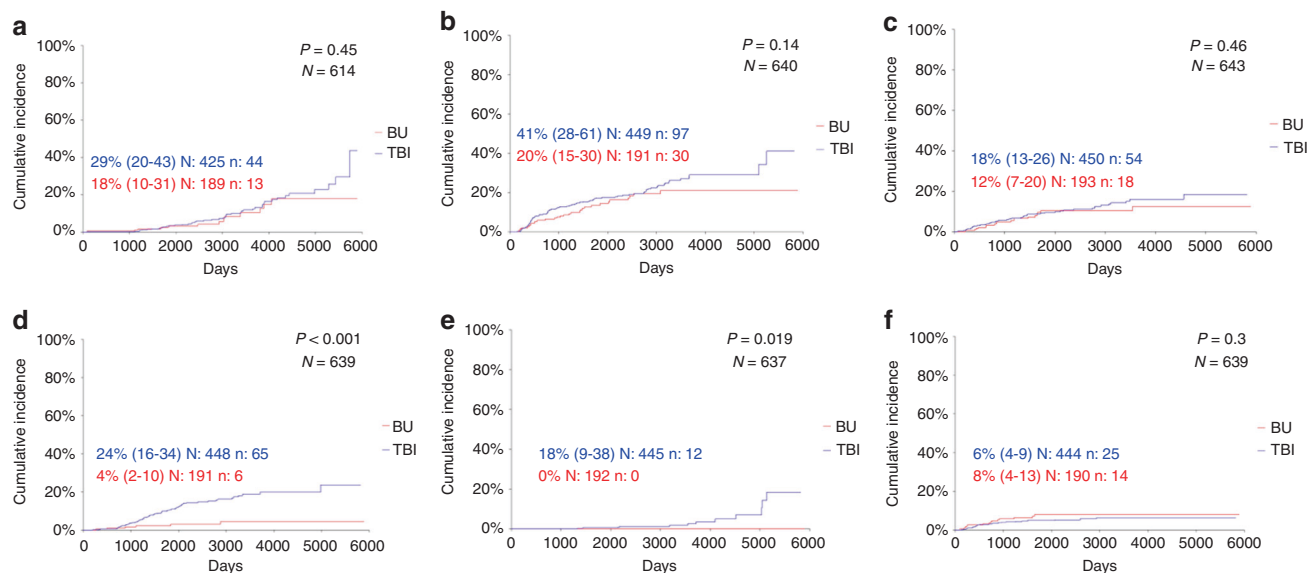 a
100%
80%
60%
40%
20%
0%
Cumulative incidence
P = 0.45
N = 614
BU
TBI
29% (20-43) N: 425 n: 44
18% (10-31) N: 189 n: 13
0 1000 2000 3000 4000 5000 6000
Days
b
100%
80%
60%
40%
20%
0%
Cumulative incidence
P = 0.14
N = 640
BU
TBI
41% (28-61) N: 449 n: 97
20% (15-30) N: 191 n: 30
0 1000 2000 3000 4000 5000 6000
Days
c
100%
80%
60%
40%
20%
0%
Cumulative incidence
P = 0.46
N = 643
BU
TBI
18% (13-26) N: 450 n: 54
12% (7-20) N: 193 n: 18
0 1000 2000 3000 4000 5000 6000
Days
d
100%
80%
60%
40%
20%
0%
Cumulative incidence
P < 0.001
N = 639
BU
TBI
24% (16-34) N: 448 n: 65
4% (2-10) N: 191 n: 6
0 1000 2000 3000 4000 5000 6000
Days
e
100%
80%
60%
40%
20%
0%
Cumulative incidence
P = 0.019
N = 637
BU
TBI
18% (9-38) N: 445 n: 12
0% N: 192 n: 0
0 1000 2000 3000 4000 5000 6000
Days
f
100%
80%
60%
40%
20%
0%
Cumulative incidence
P = 0.3
N = 639
BU
TBI
6% (4-9) N: 444 n: 25
8% (4-13) N: 190 n: 14
0 1000 2000 3000 4000 5000 6000
Days